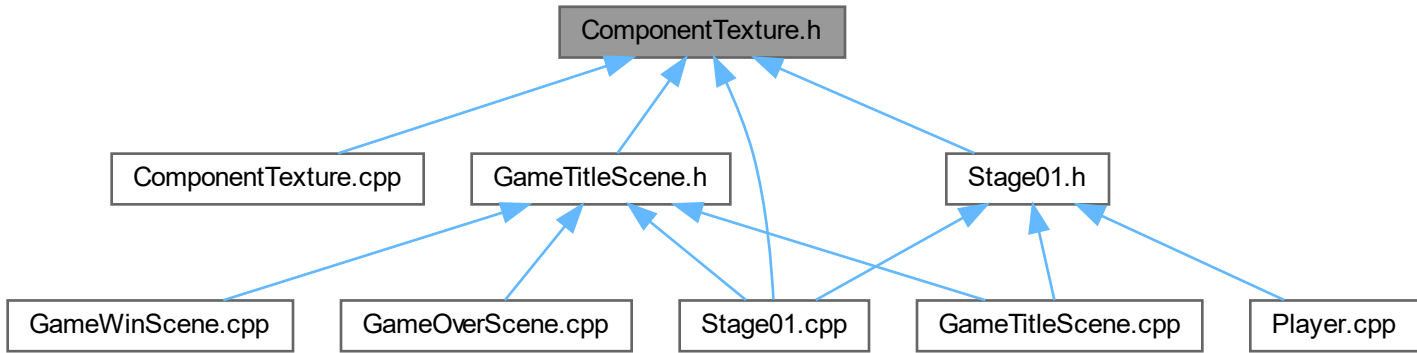 ComponentTexture.h
ComponentTexture.cpp
GameTitleScene.h
Stage01.h
GameWinScene.cpp
GameOverScene.cpp
Stage01.cpp
GameTitleScene.cpp
Player.cpp